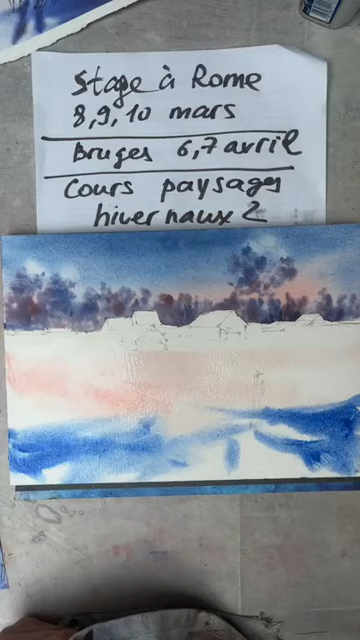 Stage à Rome
8,9,10 mars
Bruges 6,7 avril
Cours paysages
hivernaux 2